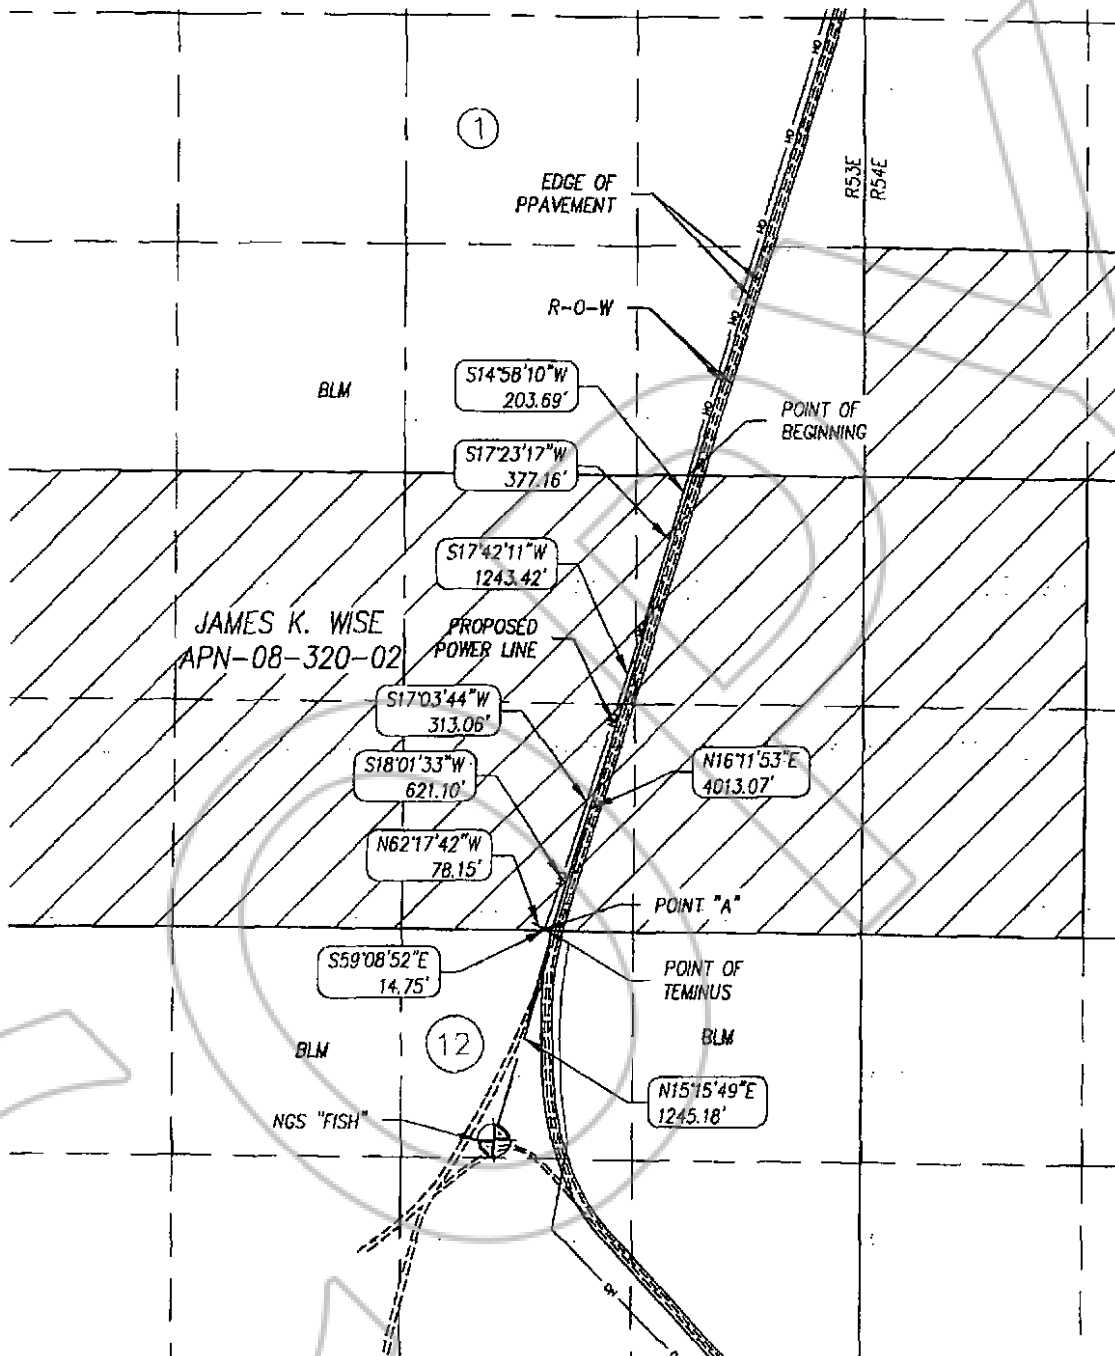 1
EDGE OF
PPAVEMENT
R53E
R54E
R-O-W
BLM
S14°58'10"W
203.69'
POINT OF
BEGINNING
S17°23'17"W
377.16'
S17°42'11"W
1243.42'
JAMES K. WISE
APN-08-320-02
PROPOSED
POWER LINE
S17°03'44"W
313.06'
S18°01'33"W
621.10'
N16°11'53"E
4013.07'
N62°17'42"W
78.15'
POINT "A"
S59°08'52"E
14.75'
POINT OF
TEMINUS
BLM
12
BLM
N15°15'49"E
1245.18'
NGS "FISH"